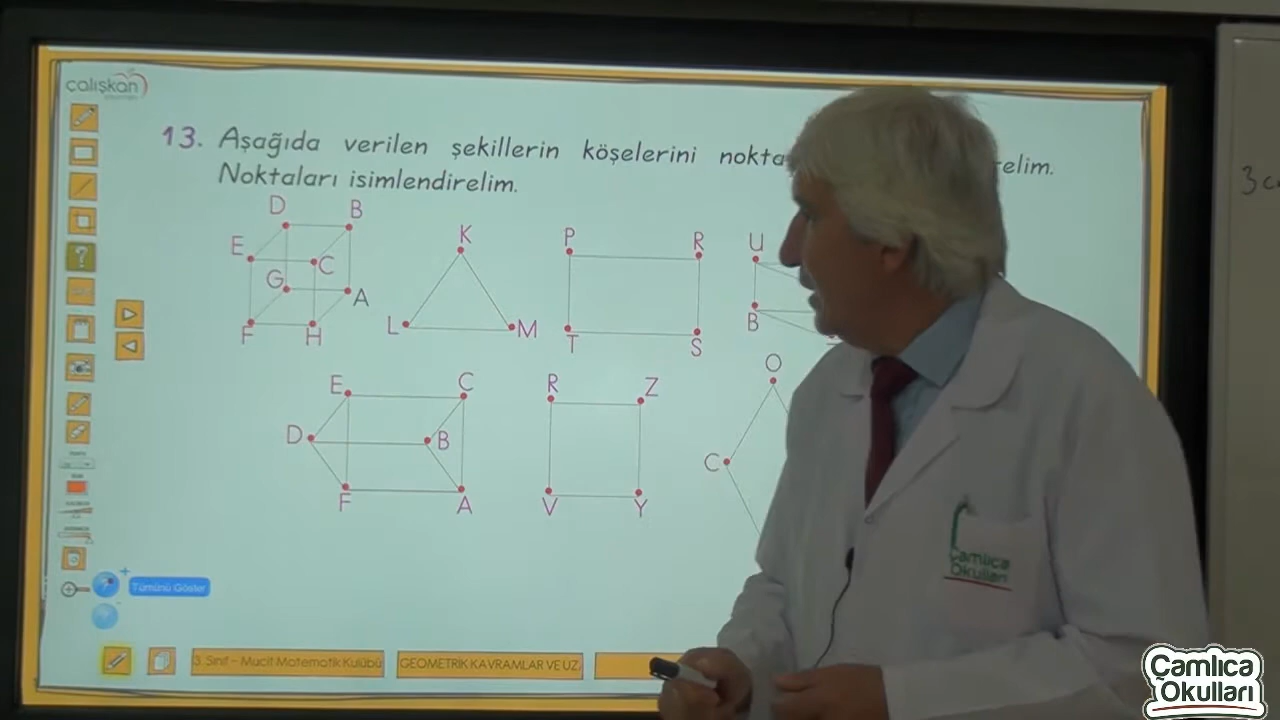 çalışkan
13. Aşağıda verilen şekillerin köşelerini nokta elim.
Noktaları isimlendirelim.
D B
E C
G A
F H
K
L M
P R
T S
U
B
E C
D B
F A
R Z
V Y
O
C
3
Tümünü Göster
3. Sınıf - Mucit Matematik Kulübü
GEOMETRİK KAVRAMLAR VE UZ
Çamlıca
Okulları
Çamlıca
Okulları